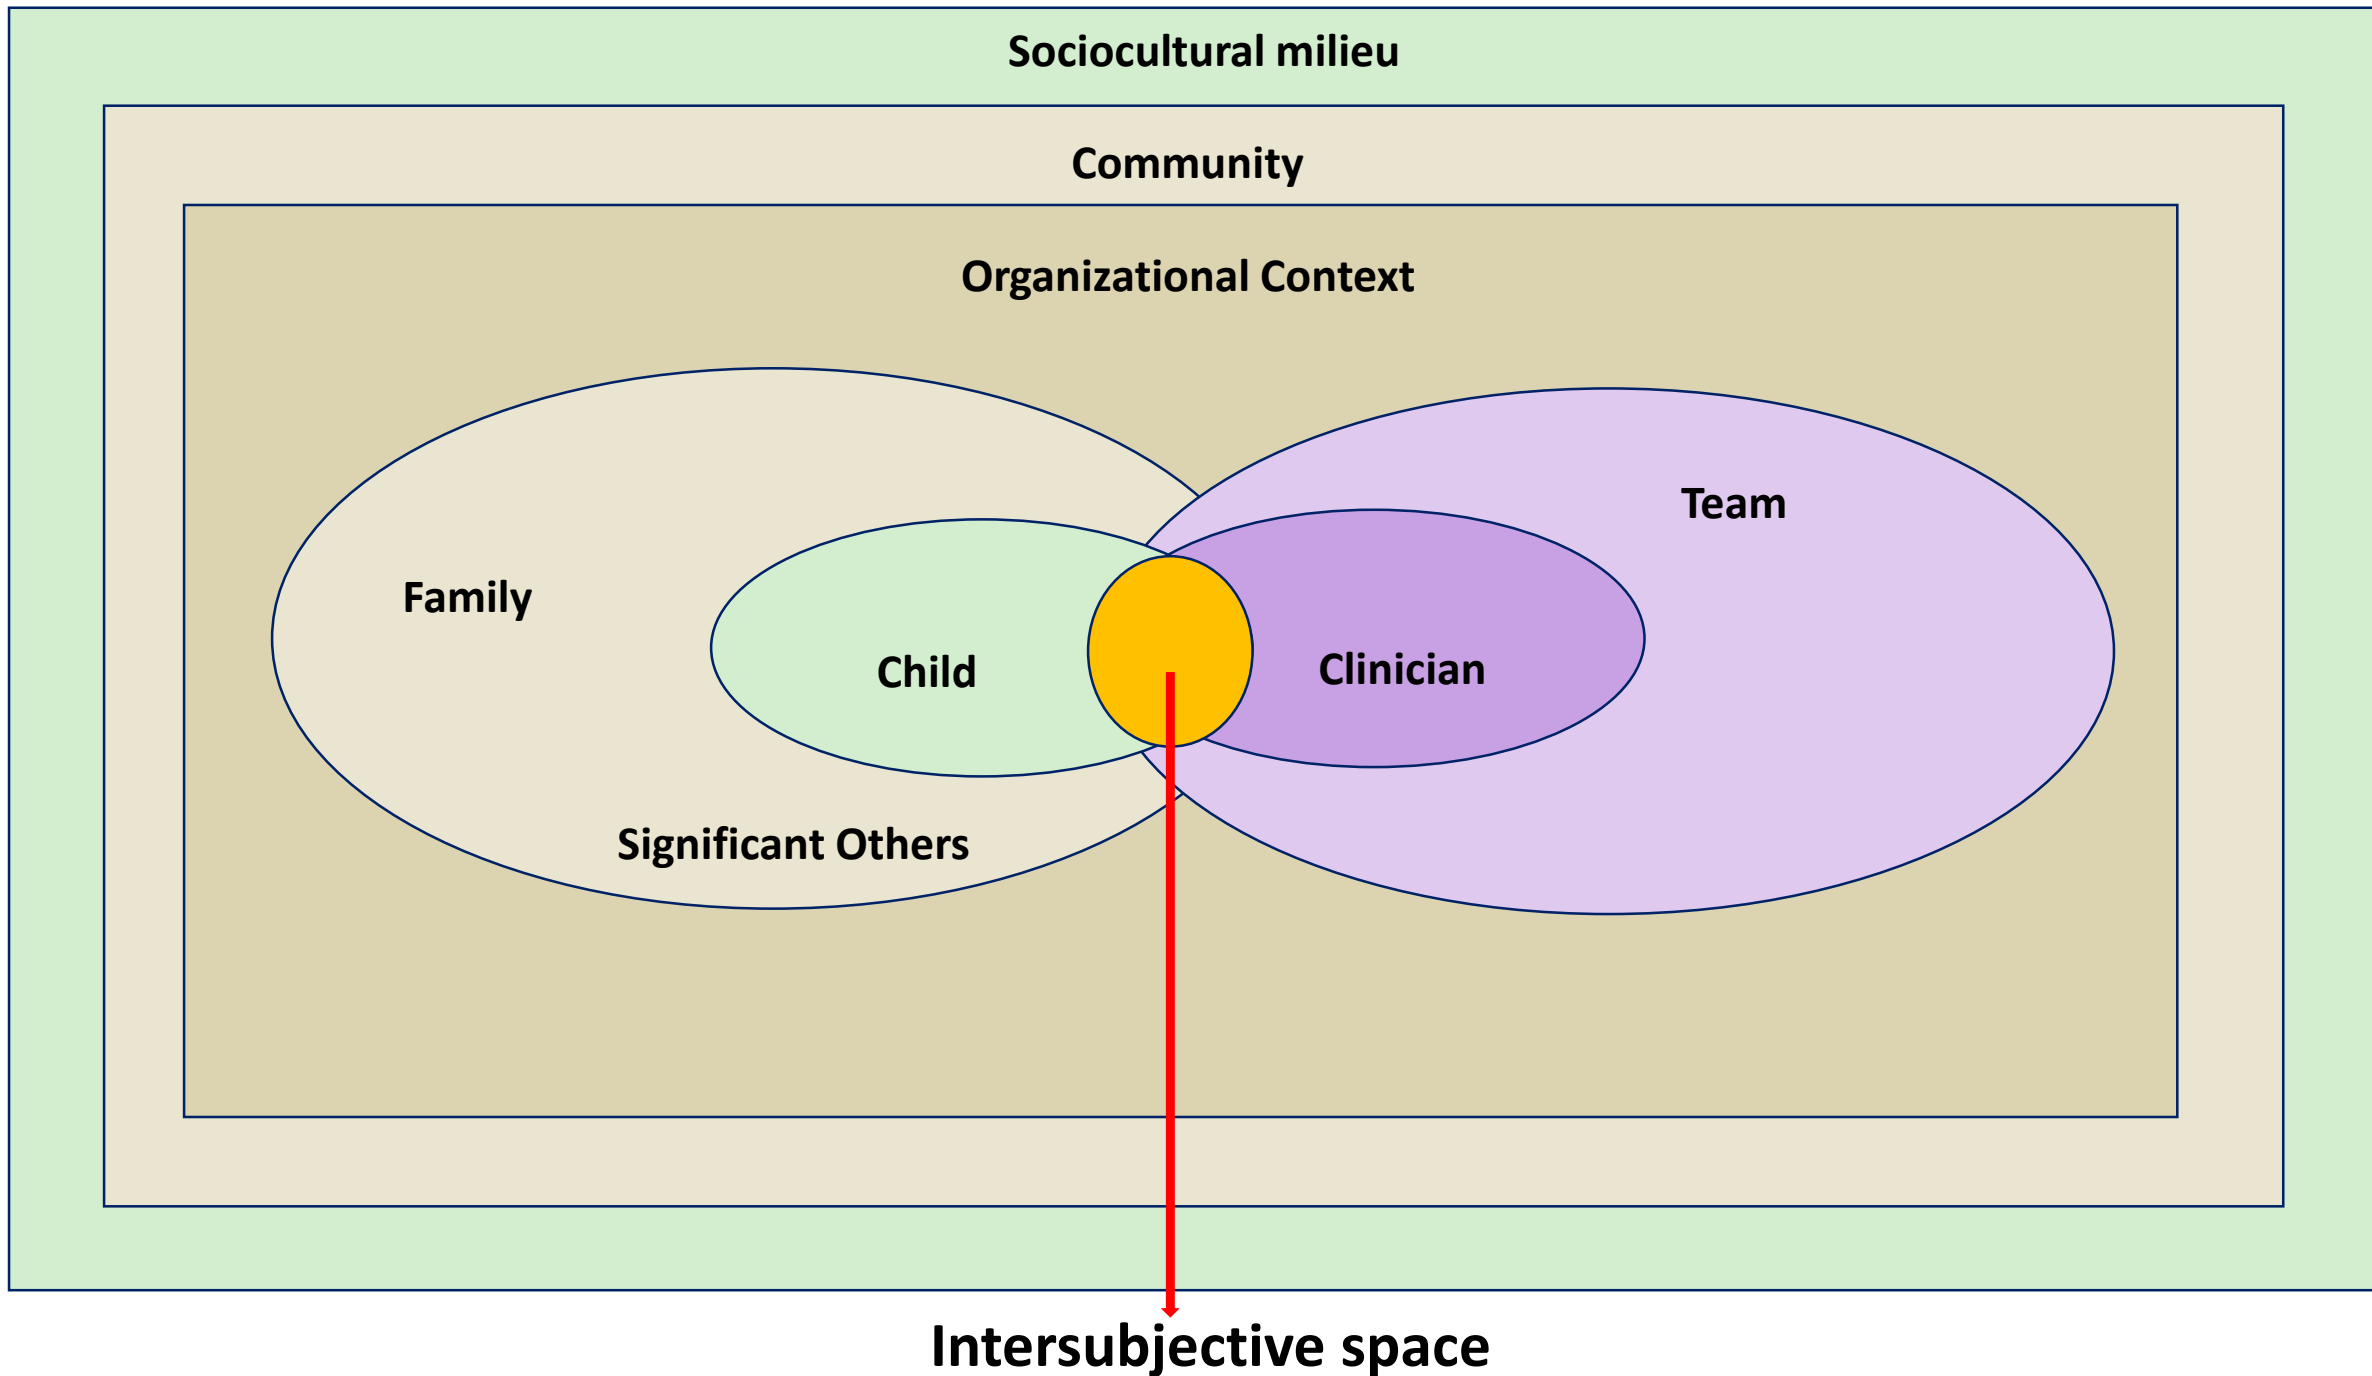 Sociocultural milieu
Community
Organizational Context
Team
Family
Child
Clinician
Significant Others
Intersubjective space